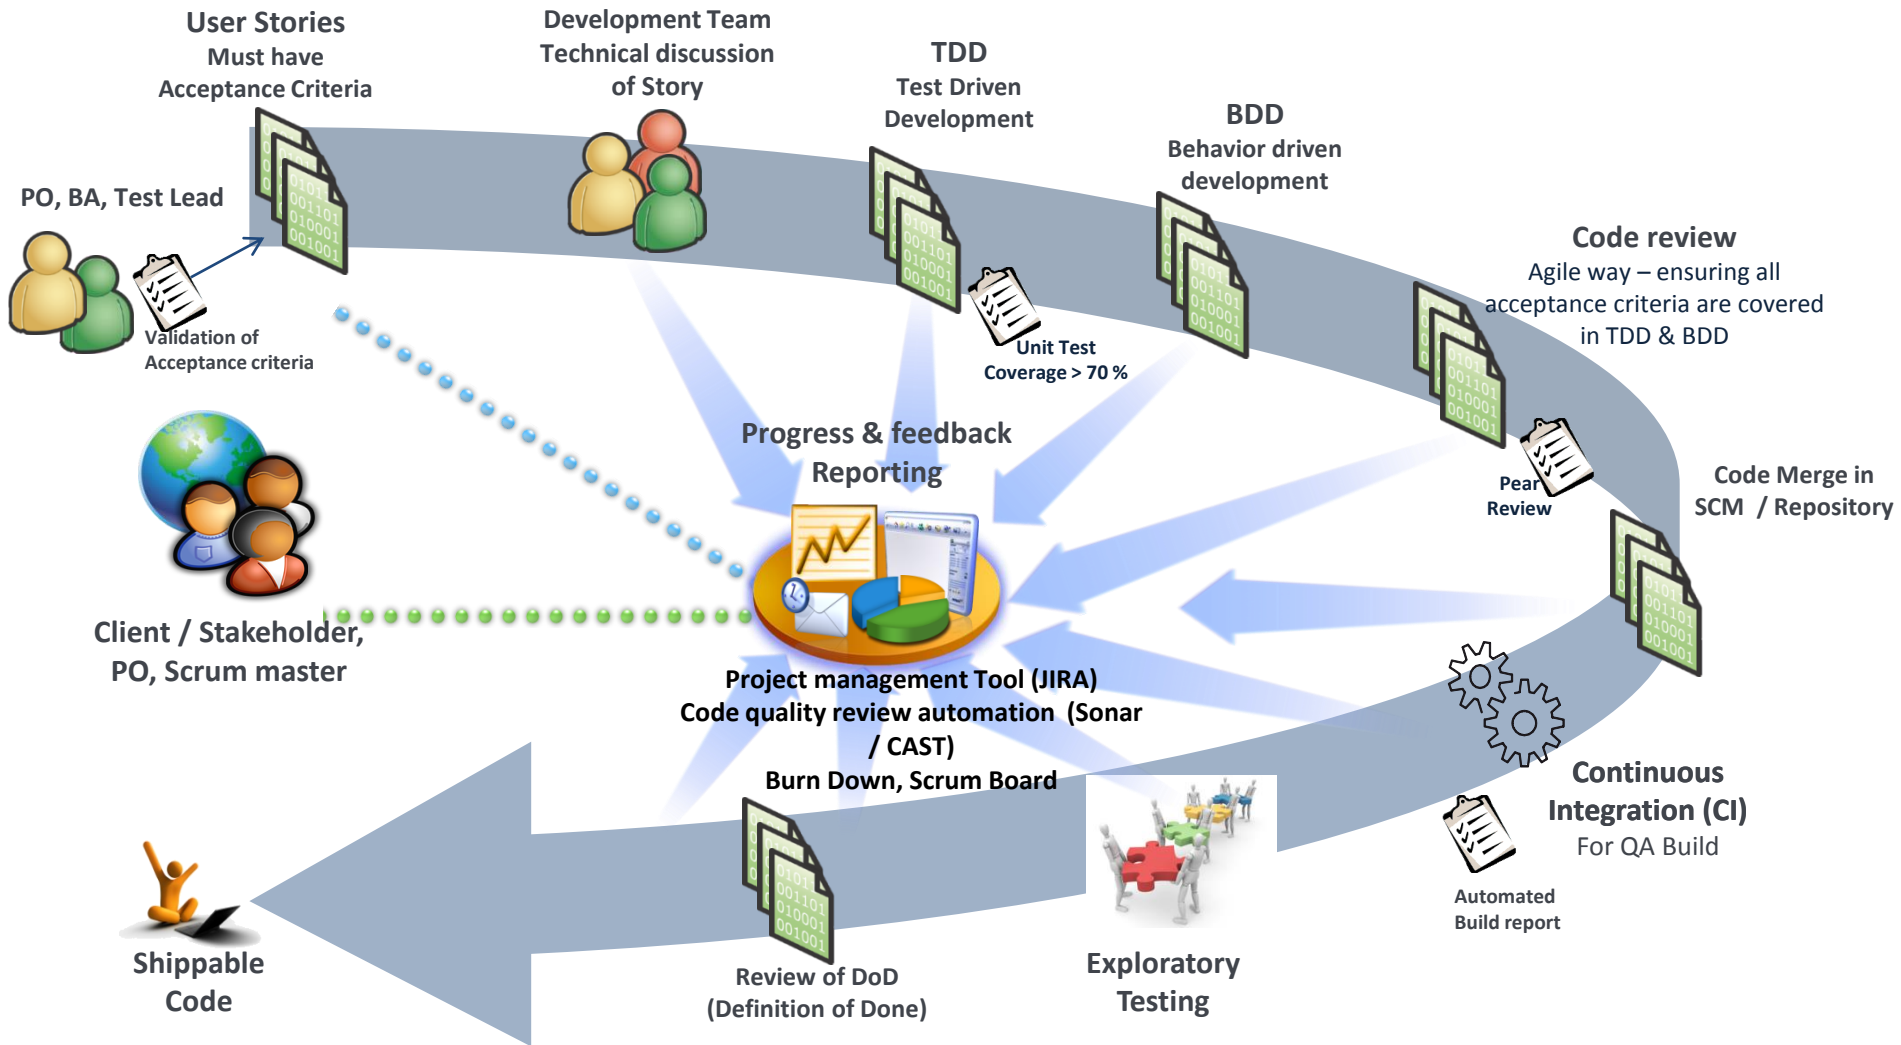 User Stories
Must have
Acceptance Criteria
Development Team
Technical discussion
of Story
TDD
Test Driven
Development
BDD
Behavior driven
development
PO, BA, Test Lead
Validation of
Acceptance criteria
Unit Test
Coverage > 70 %
Code review
Agile way – ensuring all
acceptance criteria are covered
in TDD & BDD
Pear
Review
Code Merge in
SCM / Repository
Progress & feedback
Reporting
Client / Stakeholder,
PO, Scrum master
Project management Tool (JIRA)
Code quality review automation (Sonar
/ CAST)
Burn Down, Scrum Board
Continuous
Integration (CI)
For QA Build
Automated
Build report
Exploratory
Testing
Review of DoD
(Definition of Done)
Shippable
Code